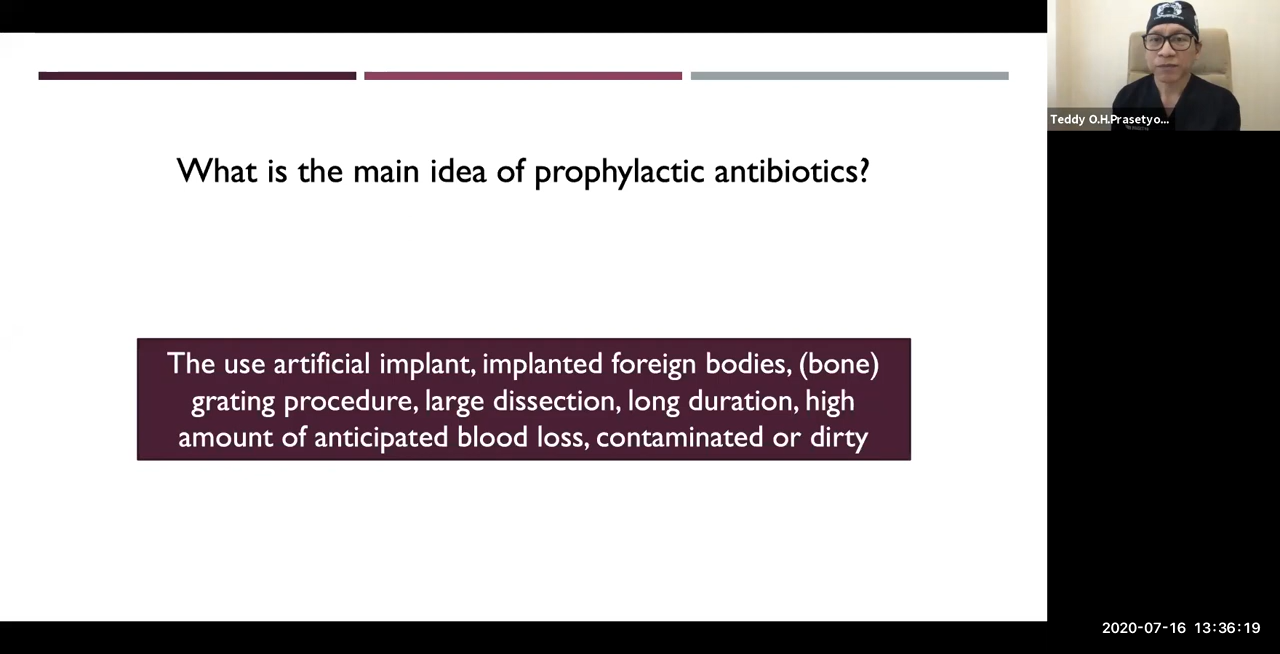 What is the main idea of prophylactic antibiotics?
The use artificial implant, implanted foreign bodies, (bone)
grating procedure, large dissection, long duration, high
amount of anticipated blood loss, contaminated or dirty
Teddy O.H.Prasetyo...
2020-07-16 13:36:19